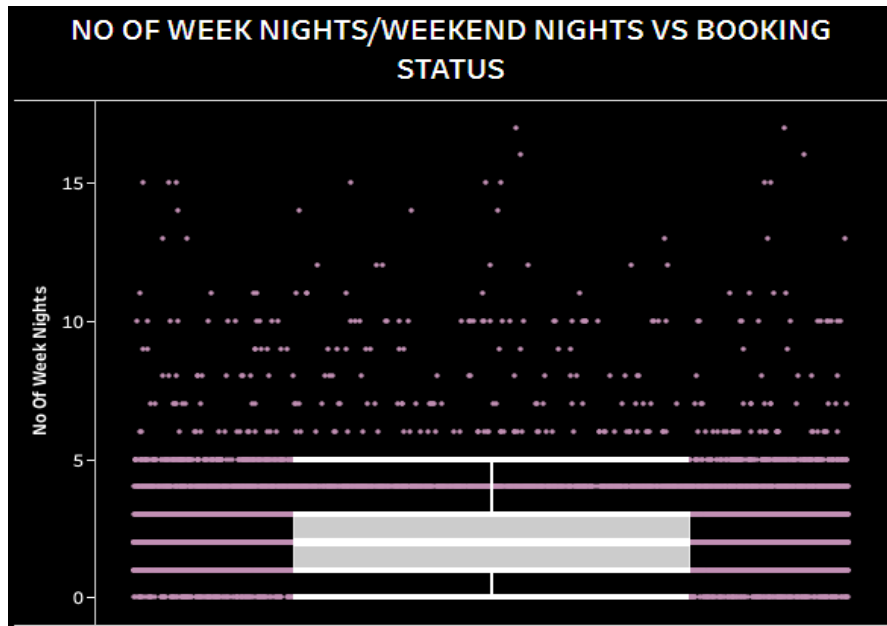 NO OF WEEK NIGHTS/WEEKEND NIGHTS VS BOOKING
STATUS
15
10
No Of Week Nights
5
0